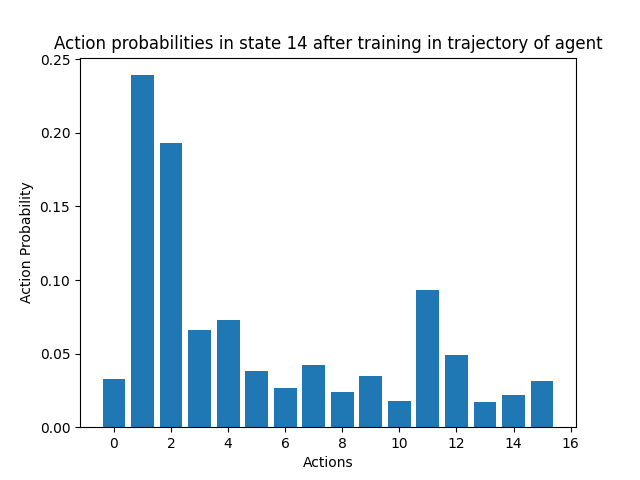 Action probabilities in state 14 after training in trajectory of agent
0.25
0.20
0.15
0.10
0.05
0.00
Action Probability
0 2 4 6 8 10 12 14 16
Actions